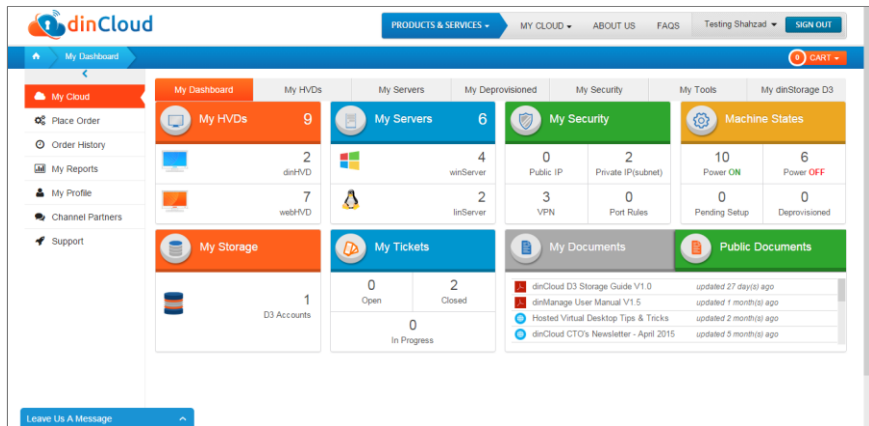 dinCloud
PRODUCTS & SERVICES
MY CLOUD
ABOUT US
FAQS
Testing Shahzad
SIGN OUT
My Dashboard
0 CART
My Cloud
Place Order
Order History
My Reports
My Profile
Channel Partners
Support
My Dashboard
My HVDs
My Servers
My Deprovisioned
My Security
My Tools
My dinStorage D3
My HVDs 9
2
dinHVD
7
webHVD
My Servers 6
4
winServer
2
linServer
My Security
0
Public IP
2
Private IP(subnet)
3
VPN
0
Port Rules
Machine States
10
Power ON
6
Power OFF
0
Pending Setup
0
Deprovisioned
My Storage
1
D3 Accounts
My Tickets
0
Open
2
Closed
0
In Progress
My Documents
Public Documents
dinCloud D3 Storage Guide V1.0 updated 27 day(s) ago
dinManage User Manual V1.5 updated 1 month(s) ago
Hosted Virtual Desktop Tips & Tricks updated 2 month(s) ago
dinCloud CTO's Newsletter - April 2015 updated 5 month(s) ago
Leave Us A Message